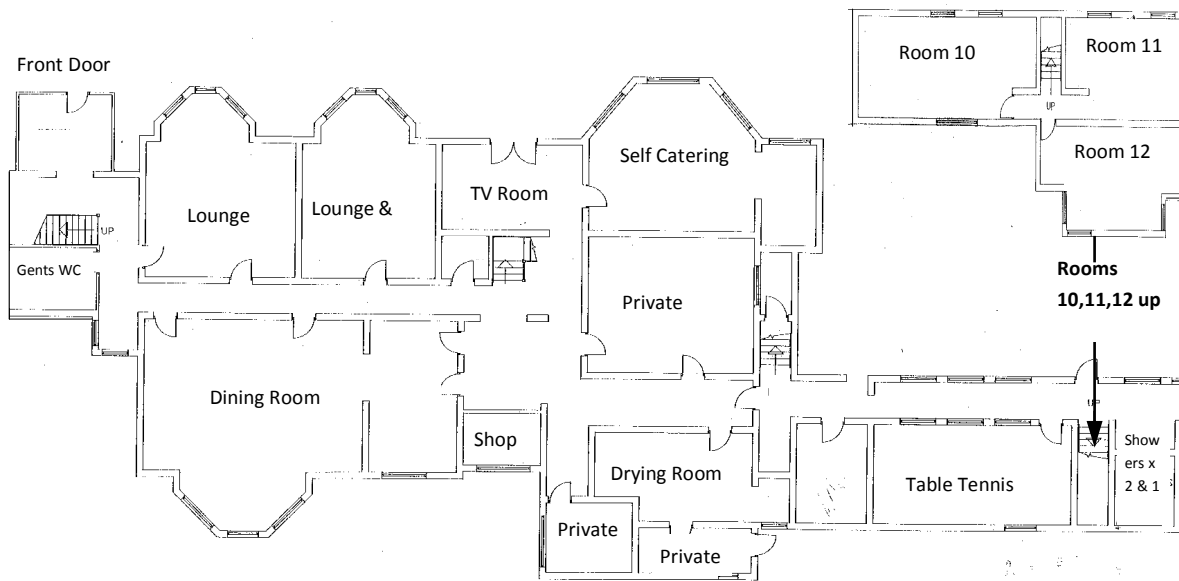 Front Door
Room 10
Room 11
UP
Room 12
Self Catering
TV Room
Lounge
Lounge &
UP
Gents WC
Rooms
10,11,12 up
Private
Dining Room
UP
Shop
Drying Room
Table Tennis
Show
ers x
2 & 1
Private
Private